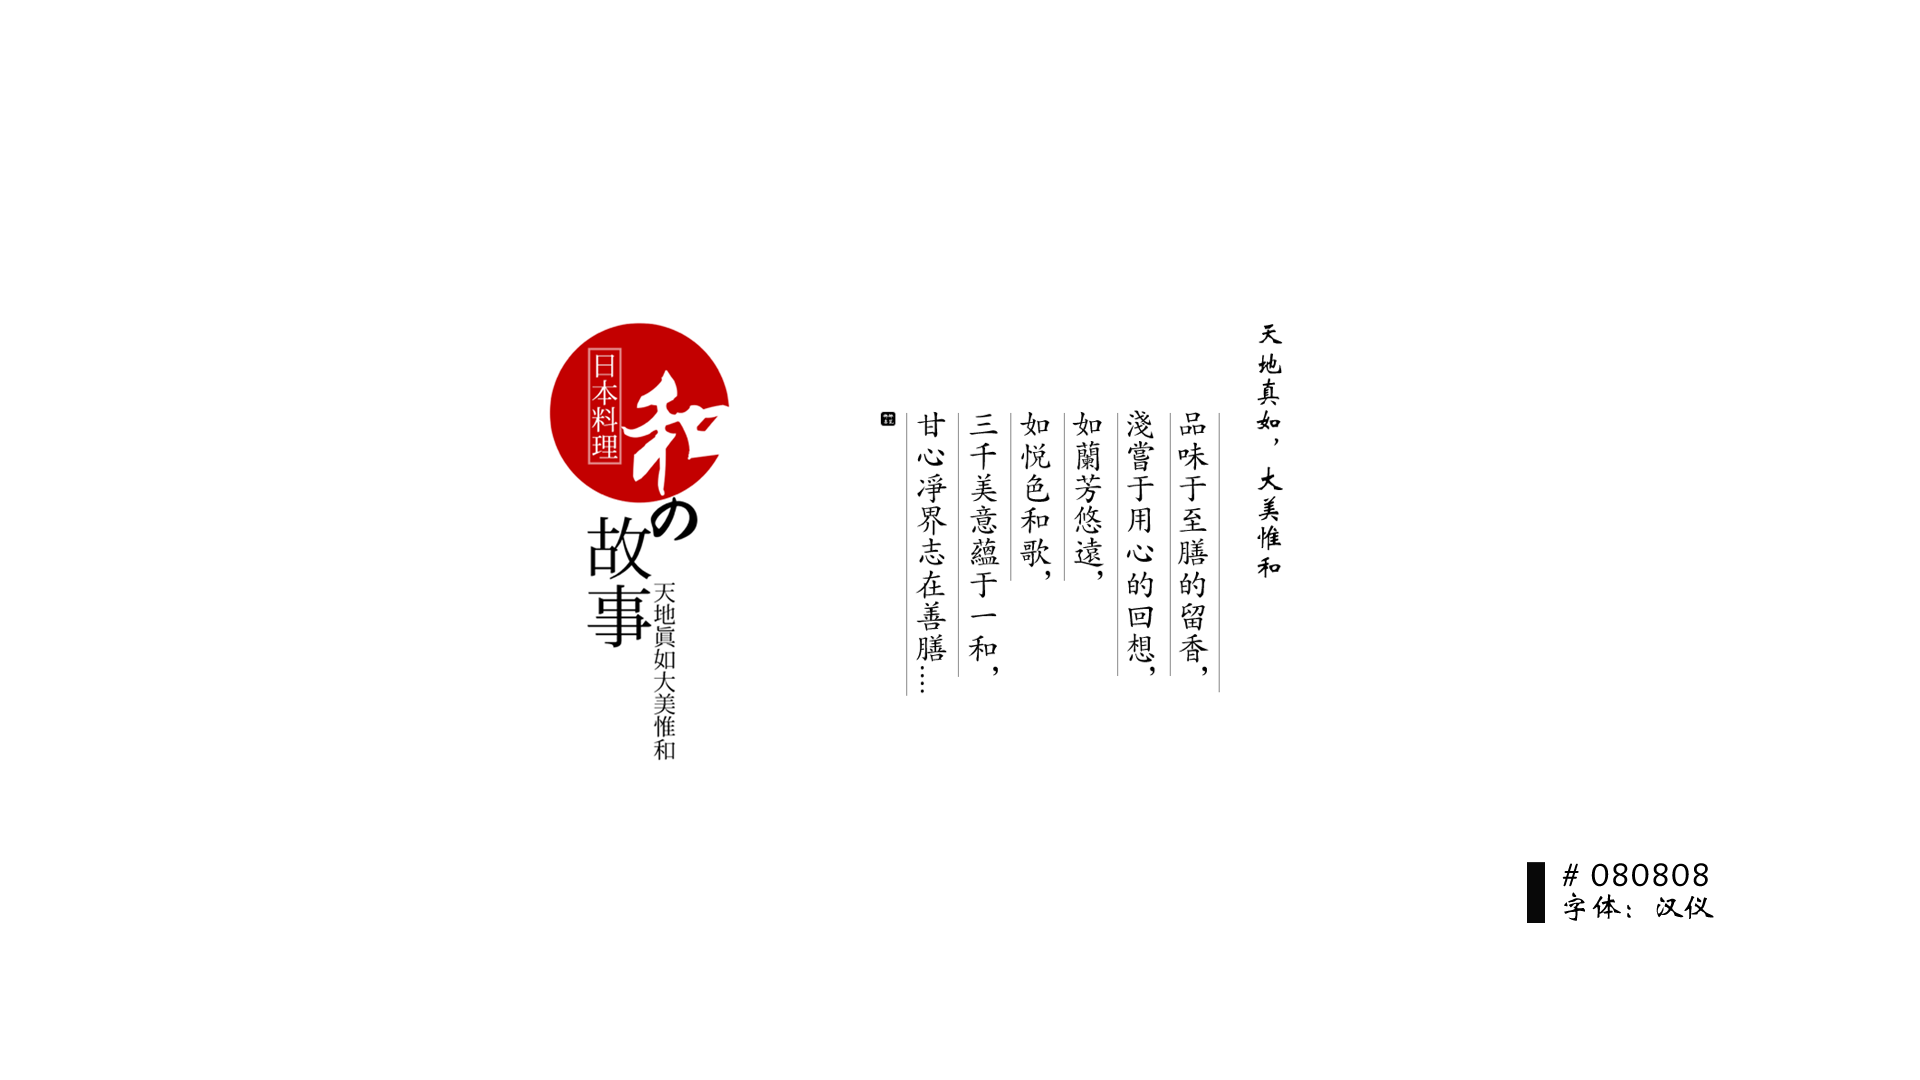 日本料理
和の
故事
天地眞如大美惟和
天地真如，大美惟和
品味于至膳的留香，
淺嘗于用心的回想，
如蘭芳悠遠，
如悦色和歌，
三千美意蘊于一和，
甘心凈界志在善膳……
# 080808
字体：汉仪